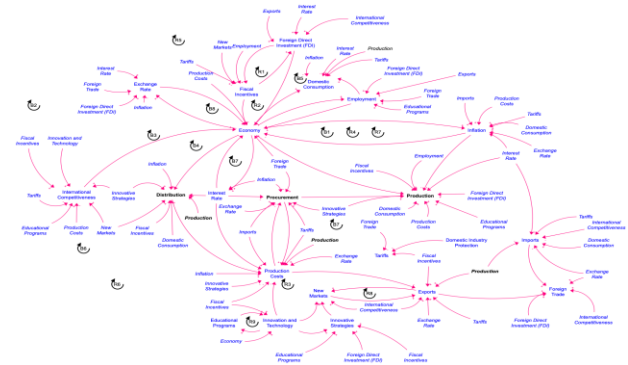 Exports
Interest
Rate
International
Competitiveness
New
Markets
Employment
Foreign Direct
Investment (FDI)
R5
Tariffs
Production
Costs
Inflation
Interest
Rate
Production
Tariffs
Foreign Direct
Investment (FDI)
Domestic
Consumption
Interest
Rate
Foreign
Trade
Exchange
Rate
Foreign Direct
Investment (FDI)
Inflation
R1
R2
Fiscal
Incentives
Employment
Exports
Foreign
Trade
Educational
Programs
Imports
Production
Costs
Tariffs
Domestic
Consumption
Exchange
Rate
Economy
Inflation
R4
Fiscal
Incentives
Innovation and
Technology
International
Competitiveness
Tariffs
Educational
Programs
Production
Costs
New
Markets
Innovative
Strategies
Inflation
Distribution
Production
Fiscal
Incentives
Domestic
Consumption
Interest
Rate
Inflation
Foreign
Trade
Procurement
Exchange
Rate
Imports
Tariffs
Production
Exchange
Rate
Fiscal
Incentives
Employment
Interest
Rate
Production
Innovative
Strategies
Domestic
Consumption
Production
Costs
Foreign Direct
Investment (FDI)
Educational
Programs
Foreign
Trade
Domestic Industry
Protection
Tariffs
Fiscal
Incentives
Tariffs
International
Competitiveness
Imports
Domestic
Consumption
Production
Exchange
Rate
Inflation
Innovative
Strategies
Fiscal
Incentives
Production
Costs
R3
New
Markets
International
Competitiveness
Exports
Exchange
Rate
Tariffs
Foreign
Trade
Foreign Direct
Investment (FDI)
International
Competitiveness
Educational
Programs
Innovation and
Technology
Economy
Innovative
Strategies
Educational
Programs
Foreign Direct
Investment (FDI)
Fiscal
Incentives